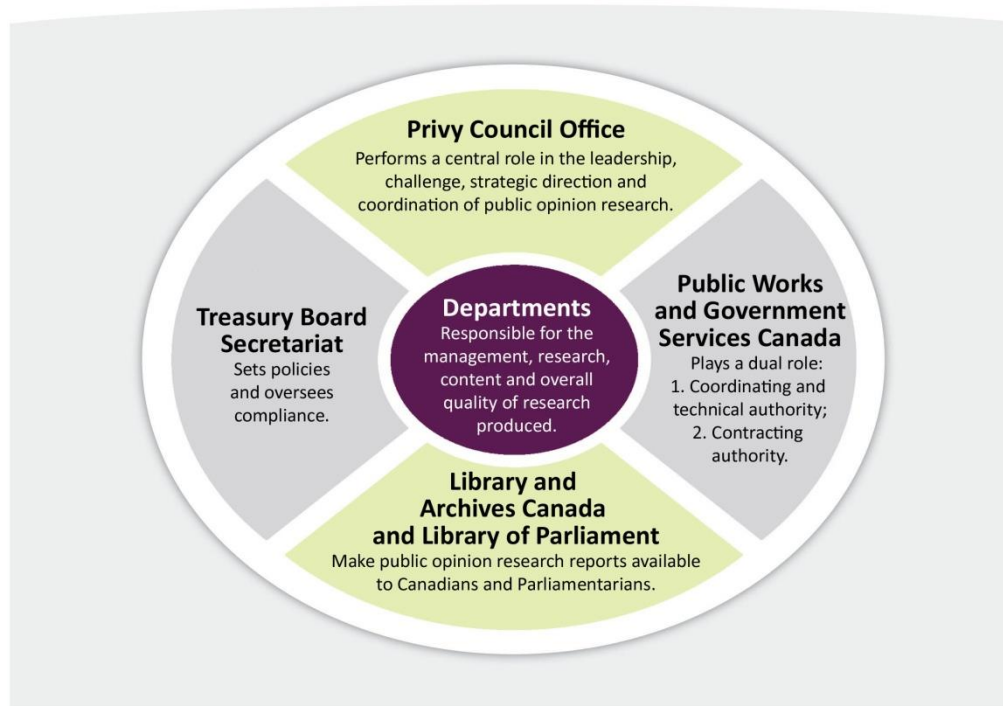 Privy Council Office
Performs a central role in the leadership,
challenge, strategic direction and
coordination of public opinion research.
Treasury Board
Secretariat
Sets policies
and oversees
compliance.
Departments
Responsible for the
management, research,
content and overall
quality of research
produced.
Public Works
and Government
Services Canada
Plays a dual role:
1. Coordinating and
technical authority;
2. Contracting
authority.
Library and
Archives Canada
and Library of Parliament
Make public opinion research reports available
to Canadians and Parliamentarians.